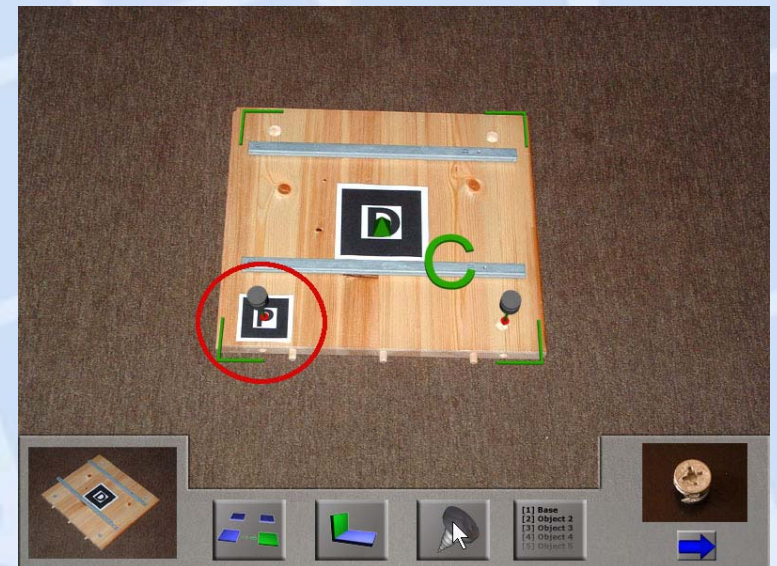 D
C
P
[1] Base
[2] Object 2
[3] Object 3
[4] Object 4
[5] Object 5
D